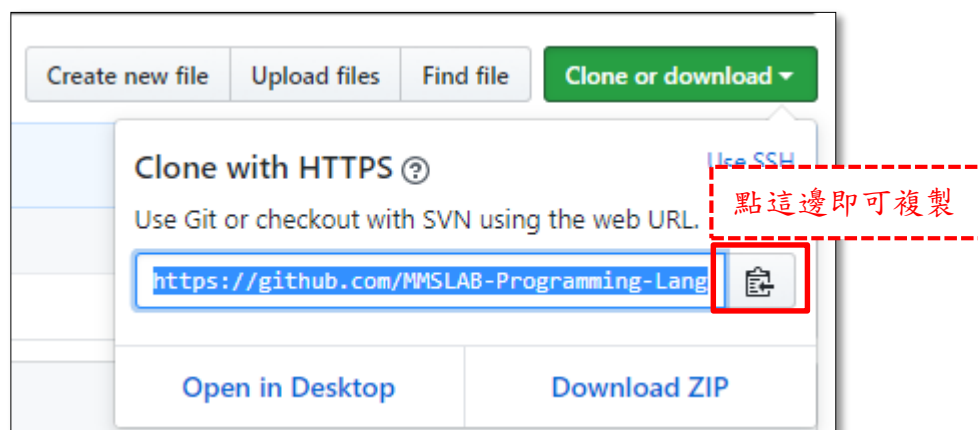 Create new file Upload files Find file Clone or download
Clone with HTTPS Use SSH
點這邊即可複製
Use Git or checkout with SVN using the web URL.
https://github.com/MMSLAB-Programming-Lang
Open in Desktop Download ZIP